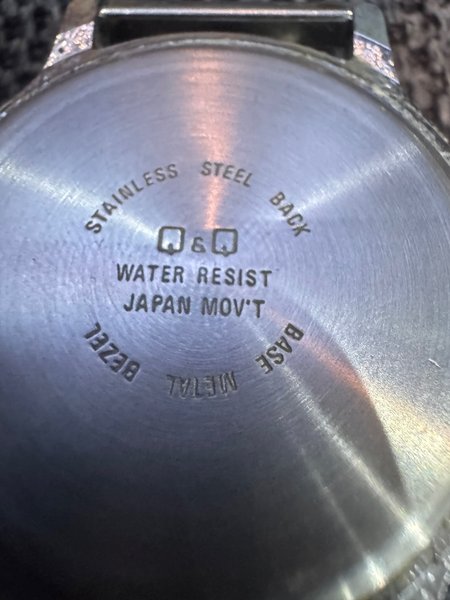 STAINLESS STEEL BACK
Q&Q
WATER RESIST
JAPAN MOV'T
BASE METAL BEZEL